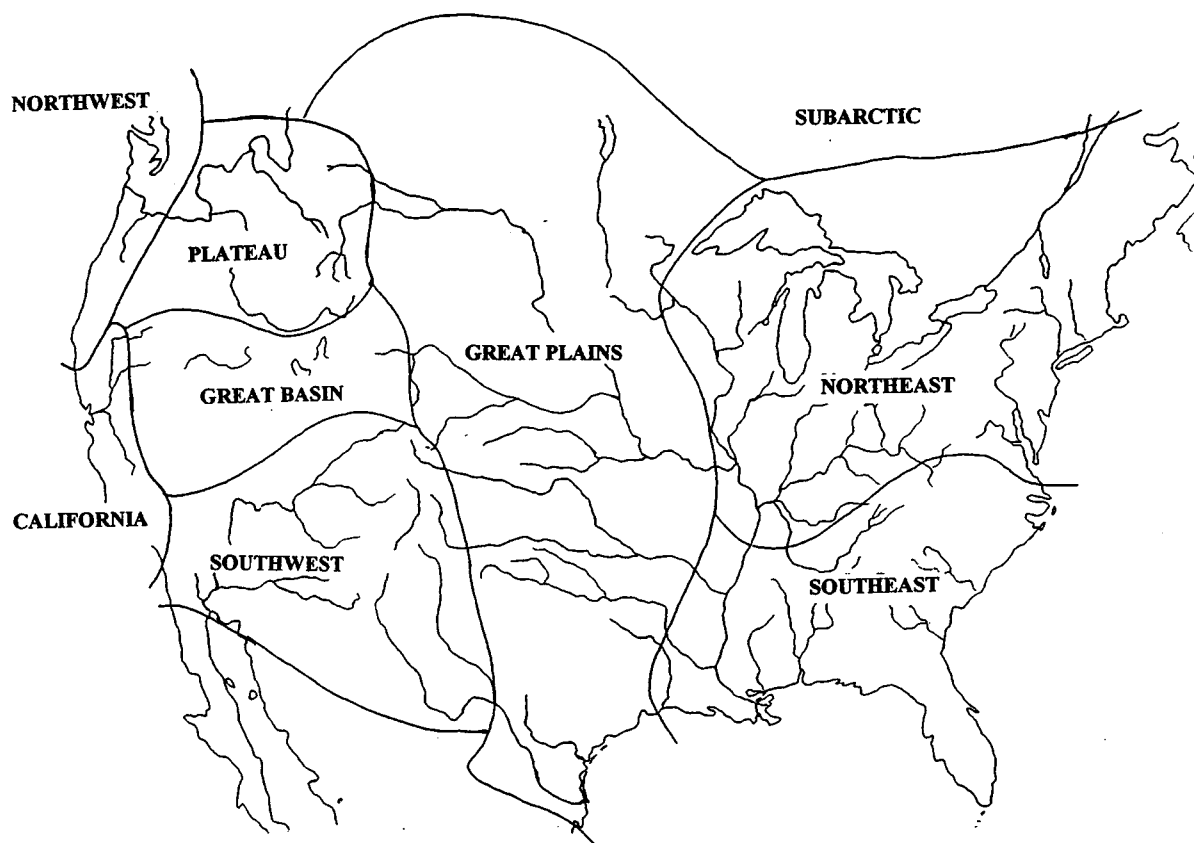 NORTHWEST
SUBARCTIC
PLATEAU
GREAT PLAINS
GREAT BASIN
NORTHEAST
CALIFORNIA
SOUTHWEST
SOUTHEAST